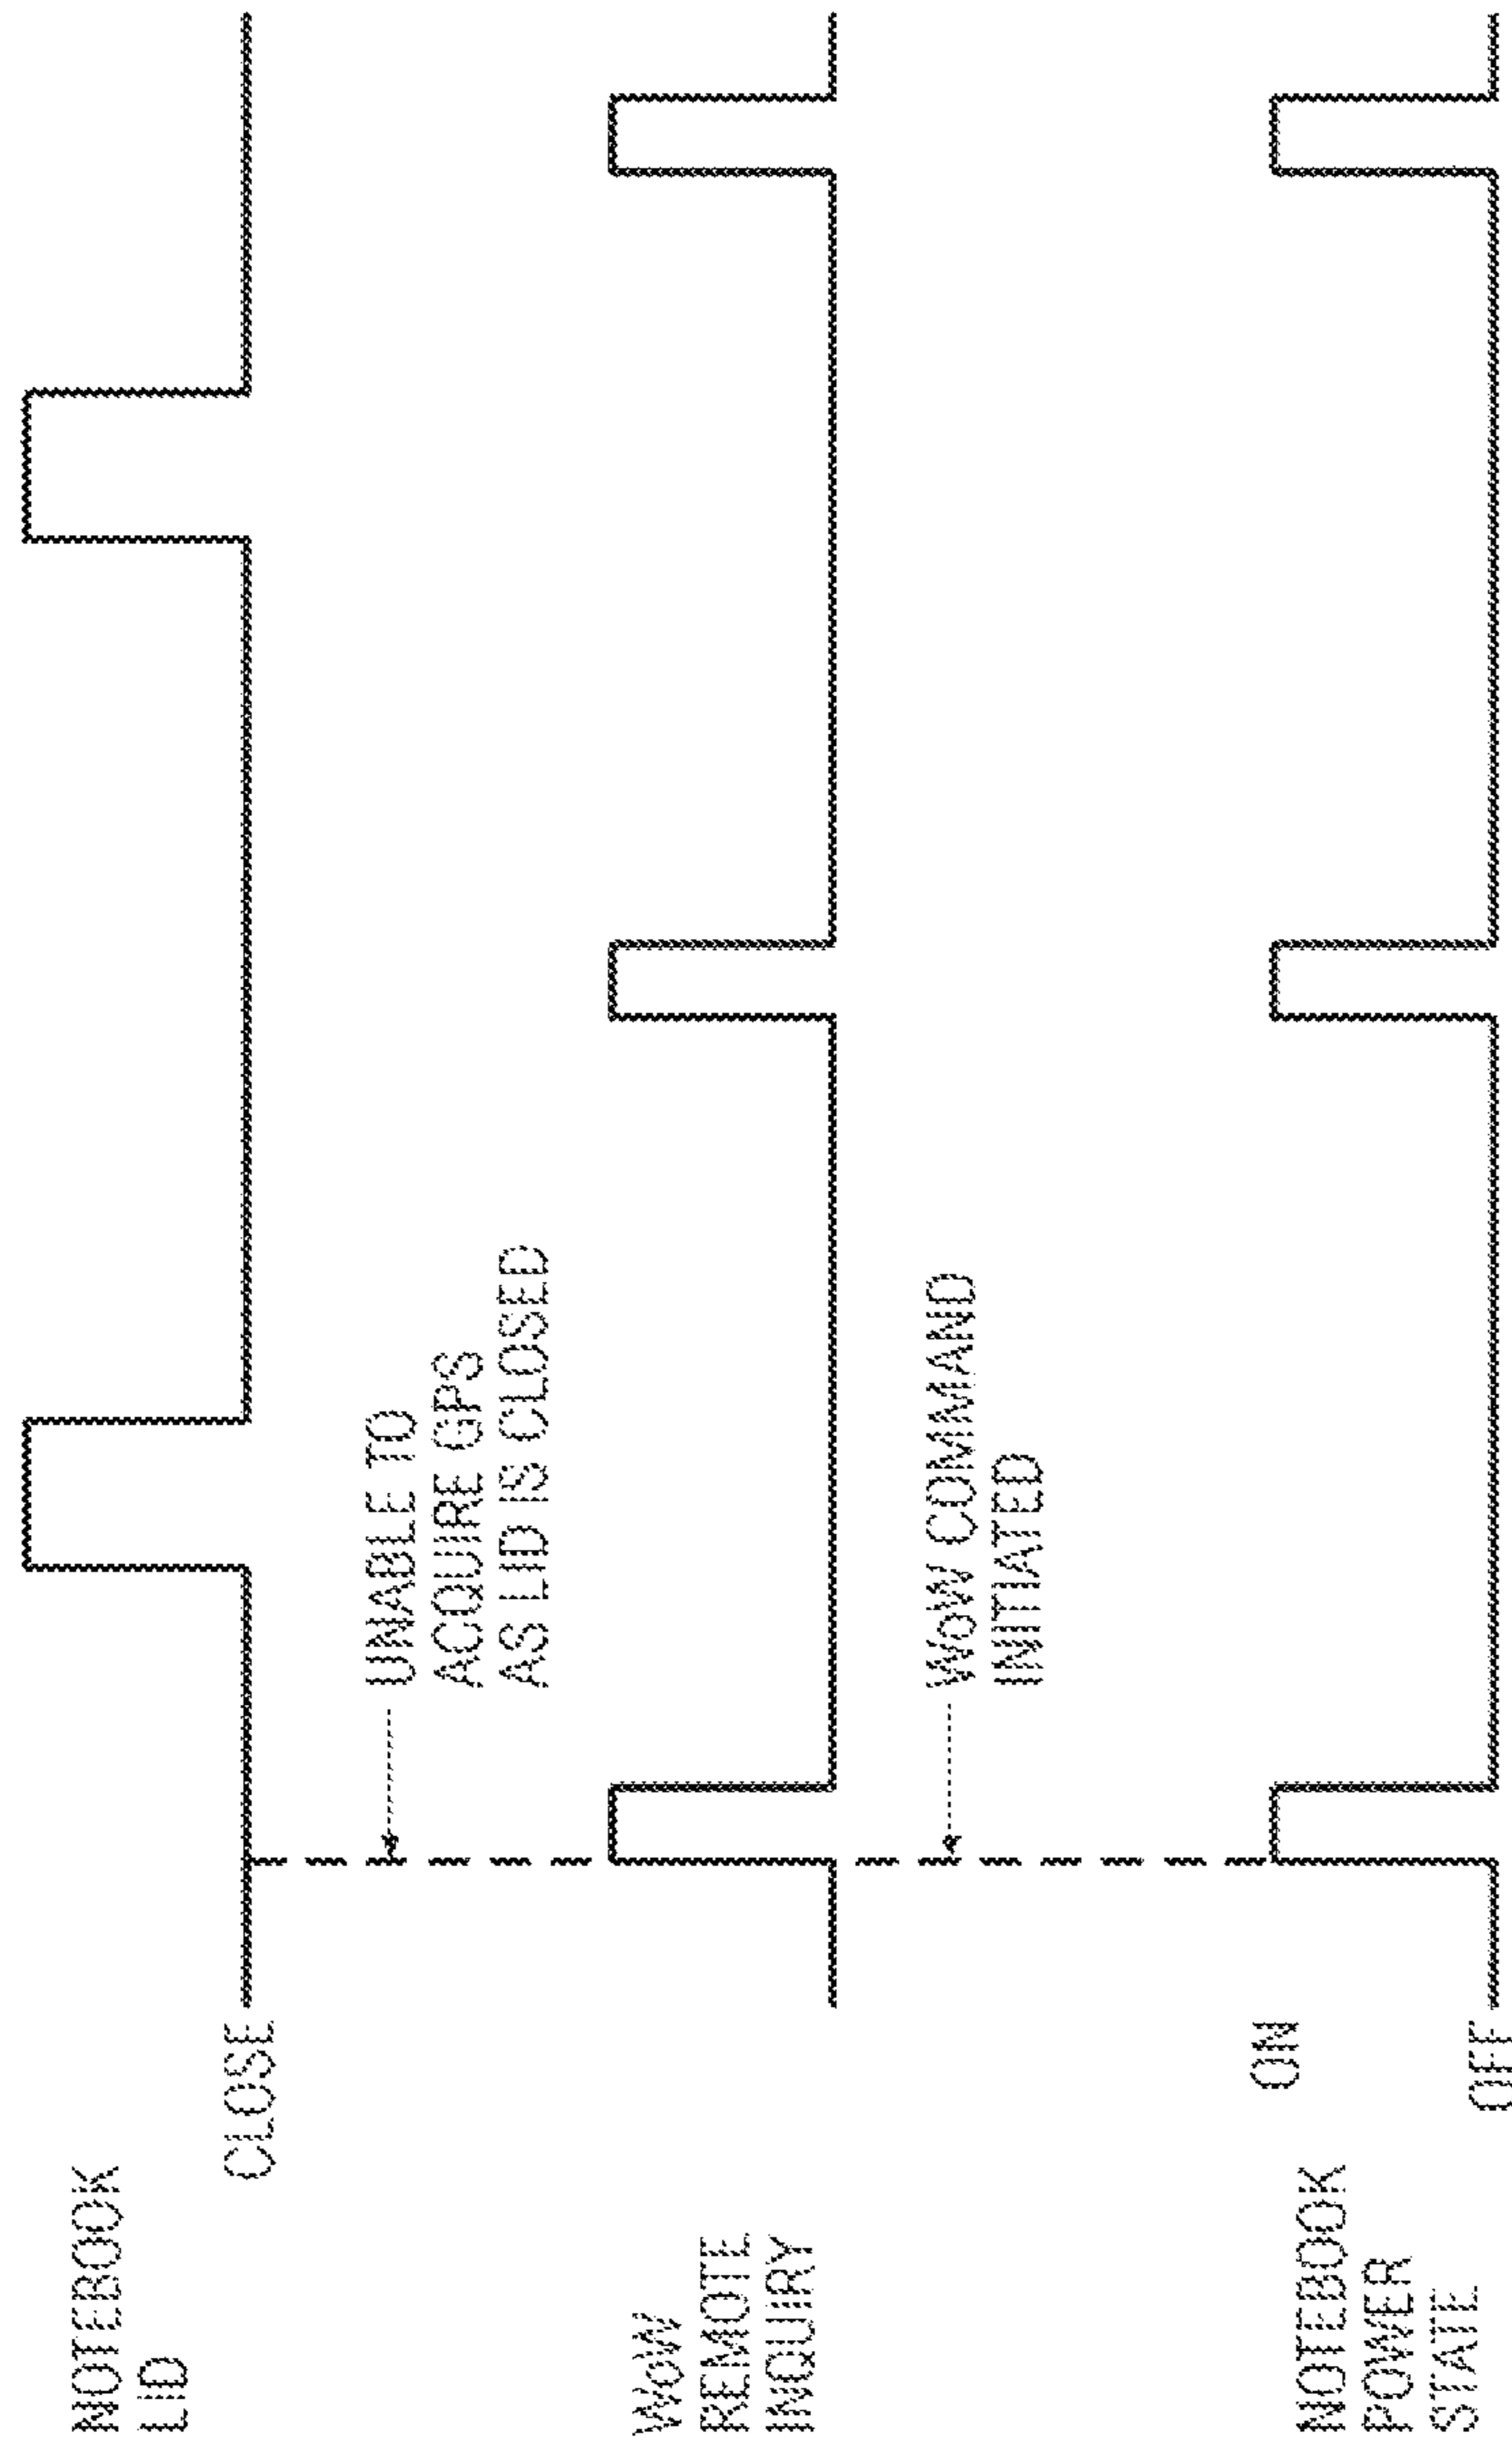 NOTEBOOK
LID
CLOSE
UNABLE TO
ACQUIRE GPS
AS LID IS CLOSED
WoW
REMOTE
INQUIRY
WoW COMMAND
INITIATED
NOTEBOOK
POWER
STATE
ON
OFF